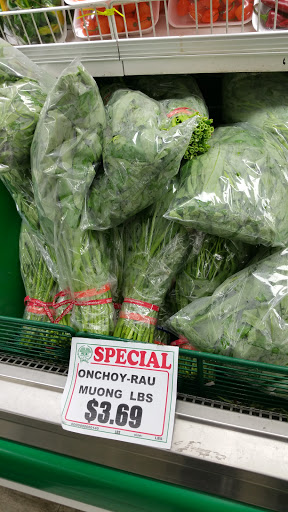 SPECIAL
ONCHOY-RAU
MUONG LBS
$3.69